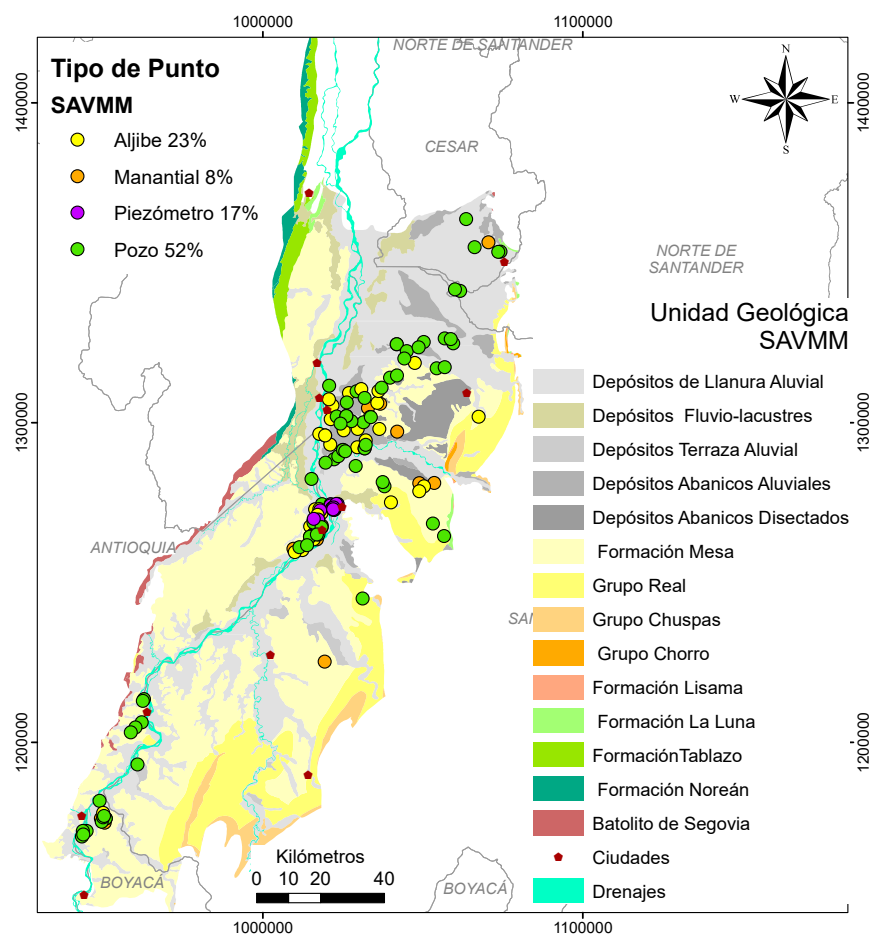 1000000
1100000
NORTE DE SANTANDER
Tipo de Punto
SAVMM
Aljibe 23%
Manantial 8%
Piezómetro 17%
Pozo 52%
N
W
E
S
1400000
1400000
CESAR
NORTE DE
SANTANDER
Unidad Geológica
SAVMM
Depósitos de Llanura Aluvial
Depósitos Fluvio-lacustres
Depósitos Terraza Aluvial
Depósitos Abanicos Aluviales
Depósitos Abanicos Disectados
Formación Mesa
Grupo Real
Grupo Chuspas
Grupo Chorro
Formación Lisama
Formación La Luna
FormaciónTablazo
Formación Noreán
Batolito de Segovia
Ciudades
Drenajes
1300000
1300000
ANTIOQUIA
SAN
1200000
1200000
Kilómetros
0 10 20 40
BOYACÁ
BOYACÁ
1000000
1100000